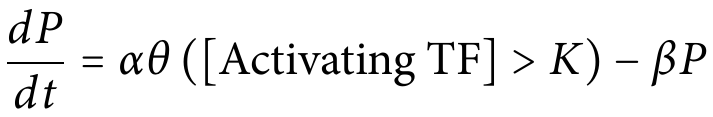 dP/dt = αθ ([Activating TF] > K) − βP